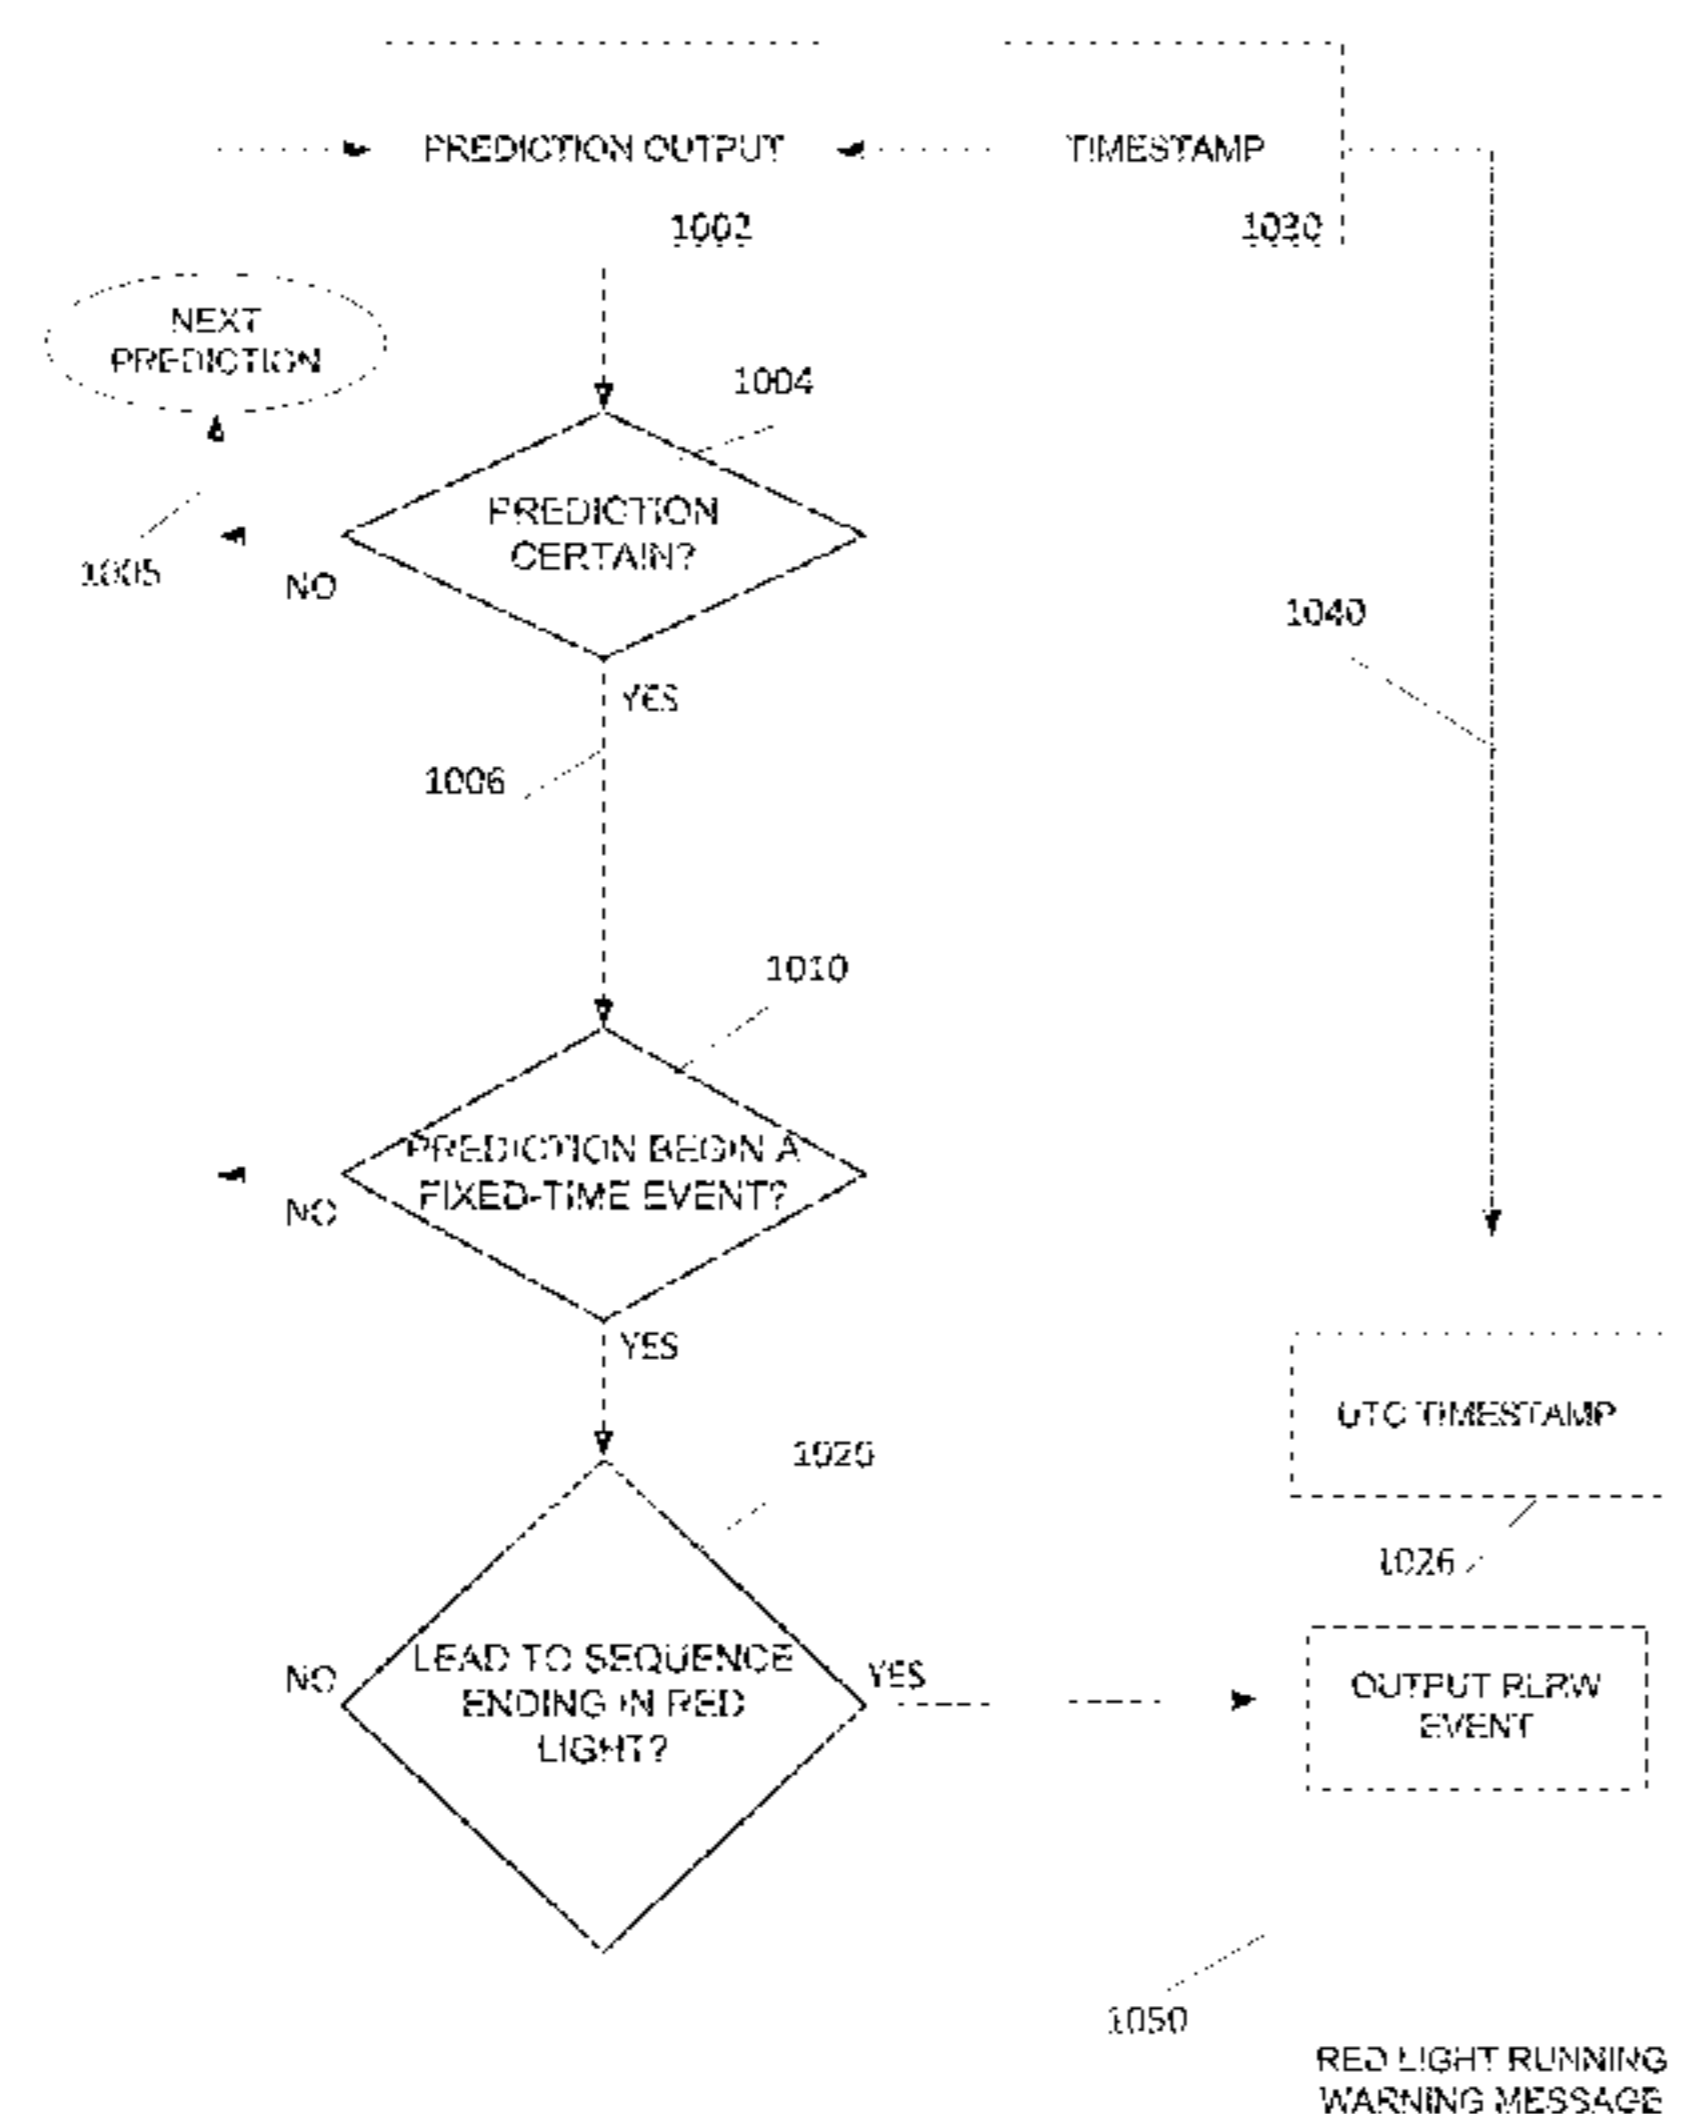 PREDICTION OUTPUT
TIMESTAMP
1002
1030
NEXT
PREDICTION
1004
PREDICTION
CERTAIN?
1005
NO
1040
YES
1006
1010
PREDICTION BEGIN A
FIXED-TIME EVENT?
NO
YES
UTC TIMESTAMP
1020
1026
LEAD TO SEQUENCE
ENDING IN RED
LIGHT?
NO
YES
OUTPUT RLRW
EVENT
1050
RED LIGHT RUNNING
WARNING MESSAGE